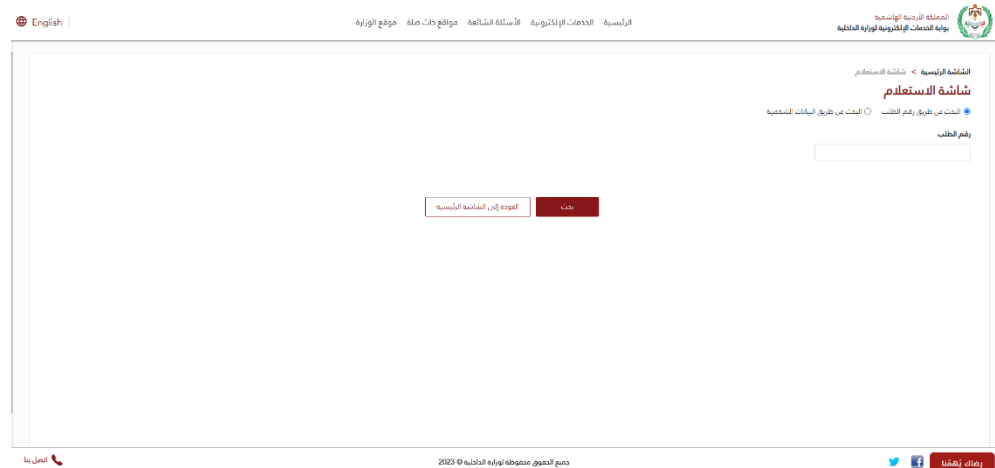 المملكة الأردنية الهاشمية
بوابة الخدمات الإلكترونية لوزارة الداخلية
الرئيسية الخدمات الإلكترونية الأسئلة الشائعة مواقع ذات صلة موقع الوزارة
English
الشاشة الرئيسية > شاشة الاستعلام
شاشة الاستعلام
البحث عن طريق رقم الطلب البحث عن طريق البيانات الشخصية
رقم الطلب
بحث العودة إلى الشاشة الرئيسية
رضاك يُهمّنا
جميع الحقوق محفوظة لوزارة الداخلية © 2023
اتصل بنا